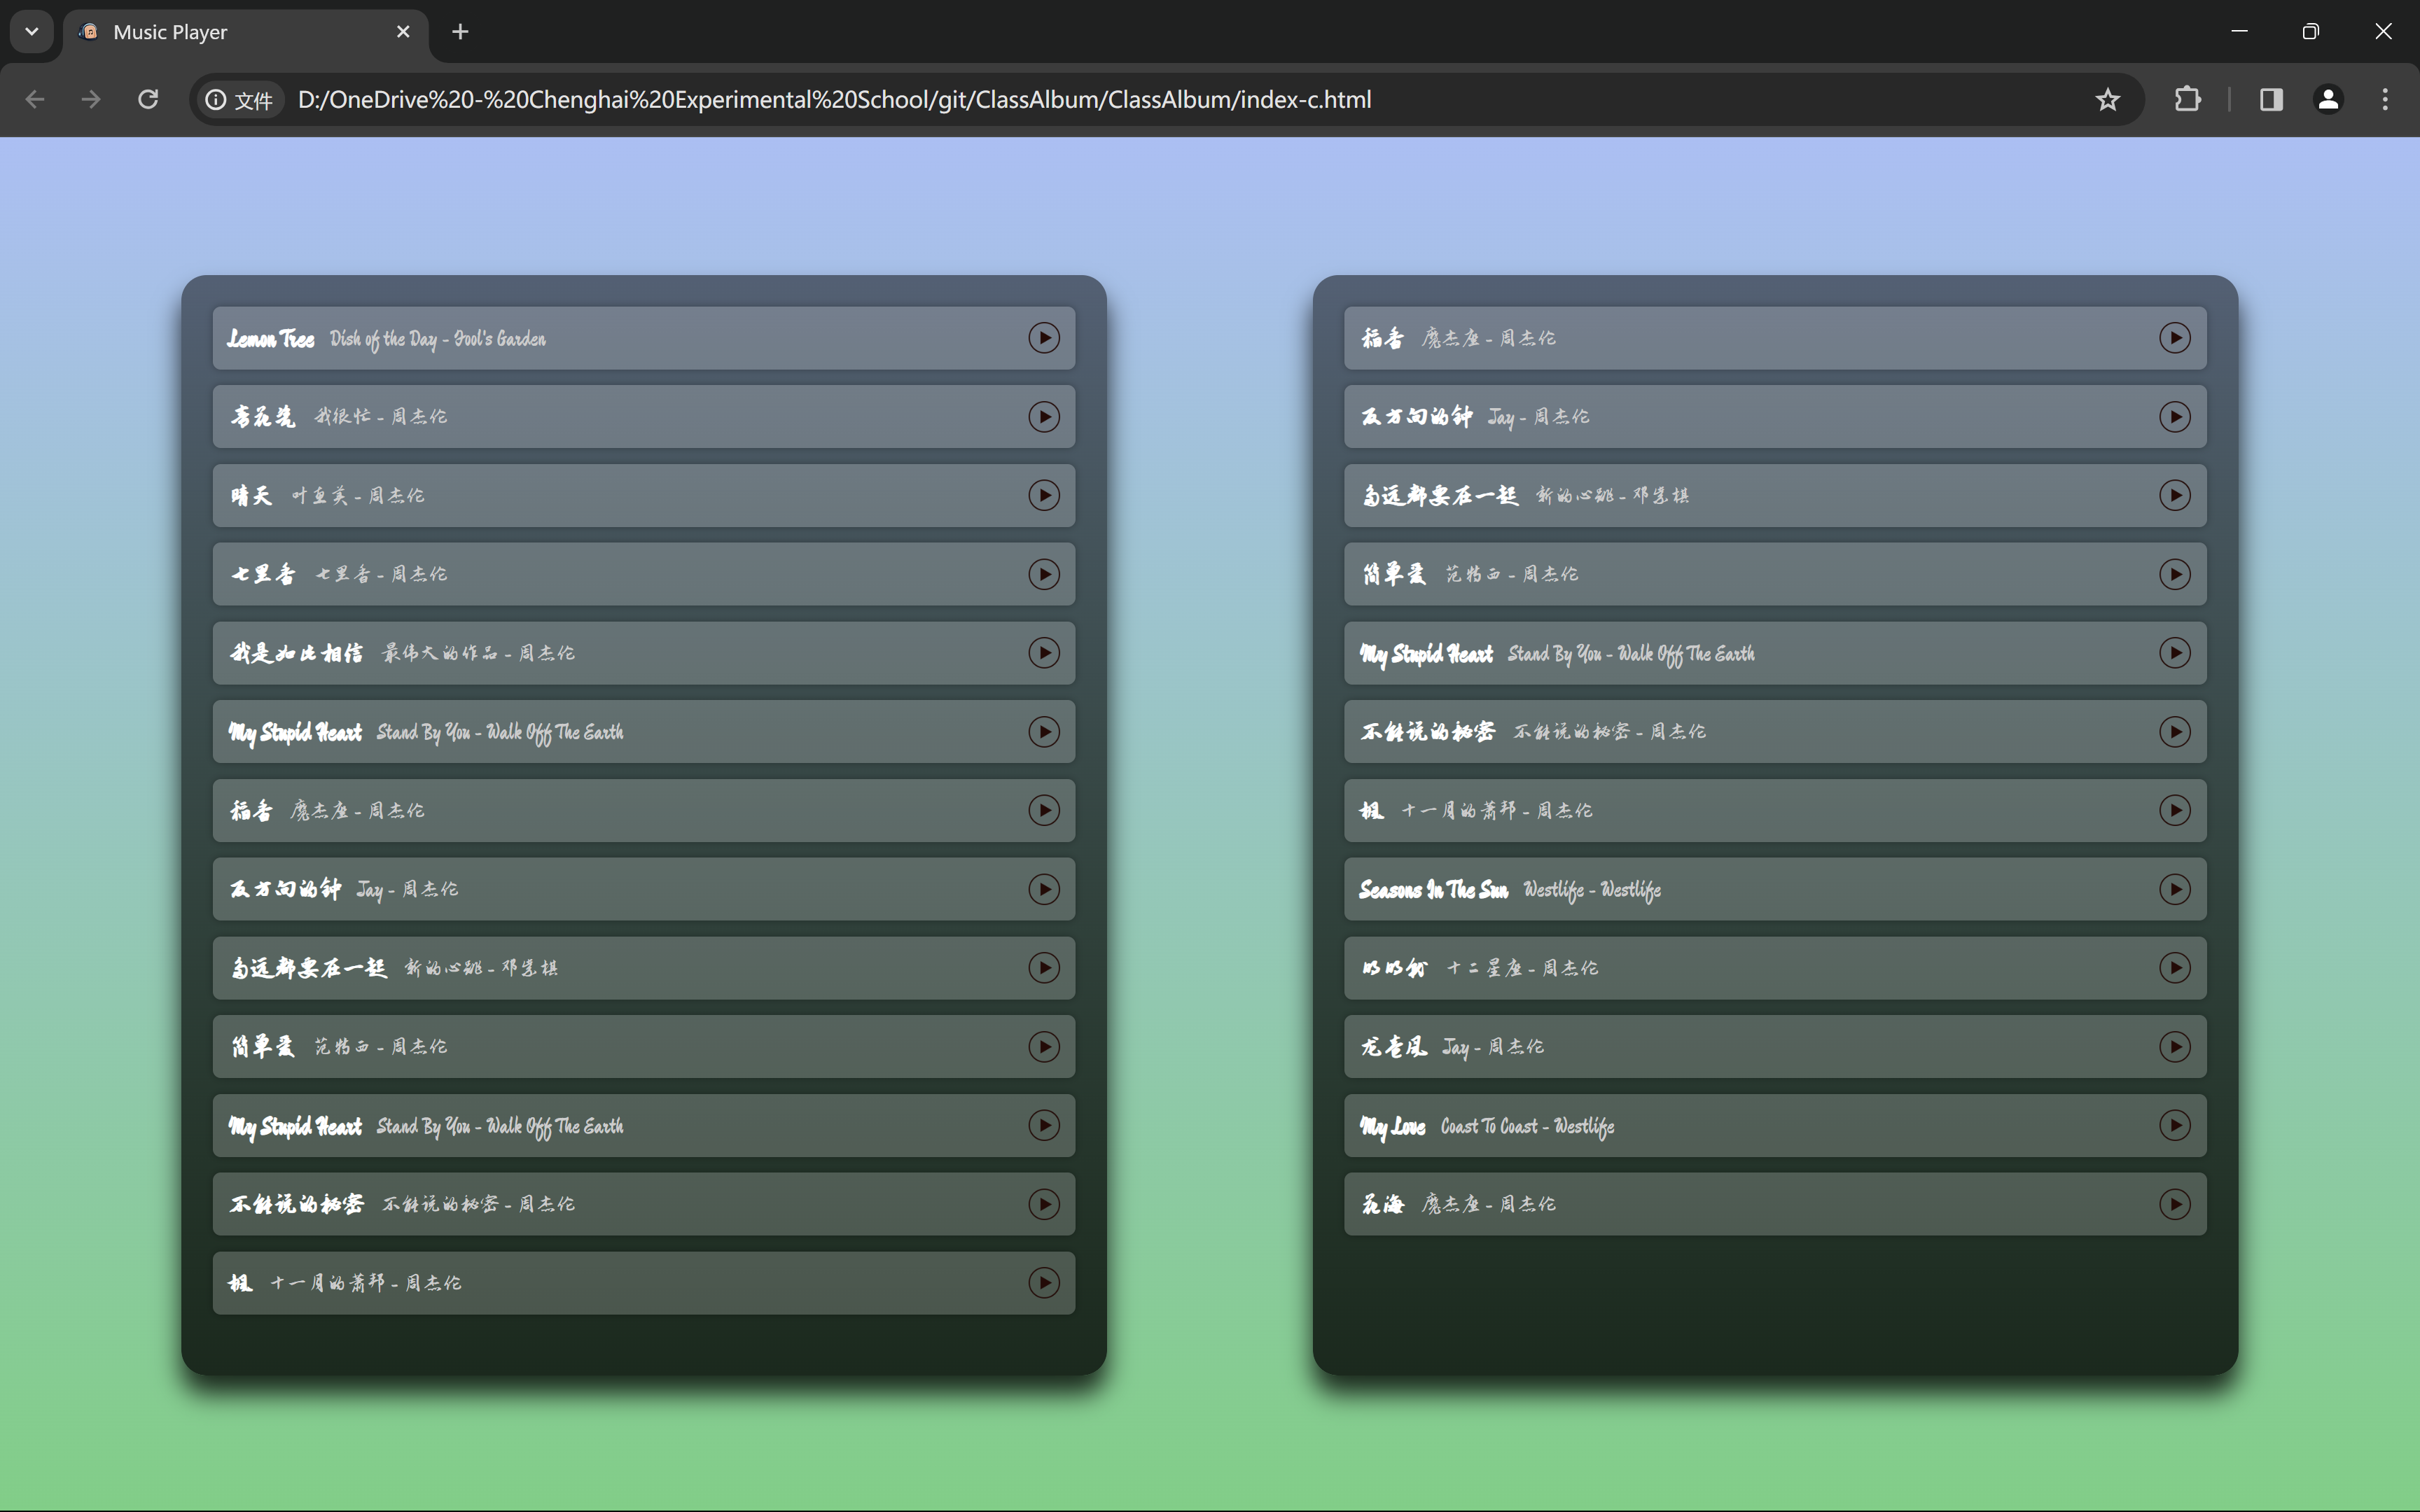 Music Player
文件 D:/OneDrive%20-%20Chenghai%20Experimental%20School/git/ClassAlbum/ClassAlbum/index-c.html
Lemon Tree Dish of the Day - Fool's Garden
青花瓷 我很忙 - 周杰伦
晴天 叶惠美 - 周杰伦
七里香 七里香 - 周杰伦
我是如此相信 最伟大的作品 - 周杰伦
My Stupid Heart Stand By You - Walk Off The Earth
稻香 魔杰座 - 周杰伦
反方向的钟 Jay - 周杰伦
多远都要在一起 新的心跳 - 邓紫棋
简单爱 范特西 - 周杰伦
My Stupid Heart Stand By You - Walk Off The Earth
不能说的秘密 不能说的秘密 - 周杰伦
枫 十一月的萧邦 - 周杰伦
稻香 魔杰座 - 周杰伦
反方向的钟 Jay - 周杰伦
多远都要在一起 新的心跳 - 邓紫棋
简单爱 范特西 - 周杰伦
My Stupid Heart Stand By You - Walk Off The Earth
不能说的秘密 不能说的秘密 - 周杰伦
枫 十一月的萧邦 - 周杰伦
Seasons In The Sun Westlife - Westlife
明明就 十二星座 - 周杰伦
龙卷风 Jay - 周杰伦
My Love Coast To Coast - Westlife
花海 魔杰座 - 周杰伦